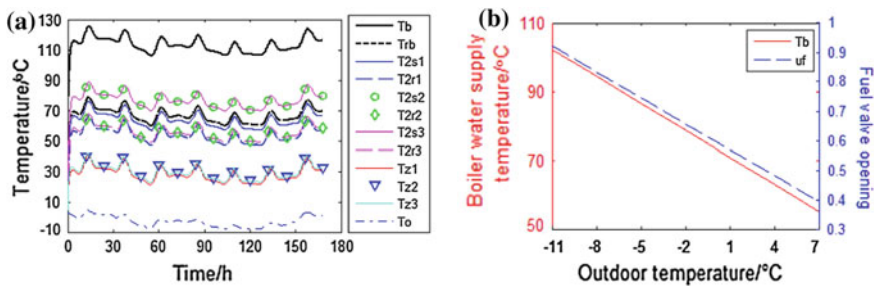 (a)
130
110
90
70
50
30
10
-10
Temperature/°C
0 30 60 90 120 150 180
Time/h
Tb
Trb
T2s1
T2r1
T2s2
T2r2
T2s3
T2r3
Tz1
Tz2
Tz3
To
(b)
Boiler water supply
temperature/°C
110
90
70
50
-11 -8 -5 -2 1 4 7
Outdoor temperature/°C
Tb
uf
1
0.9
0.8
0.7
0.6
0.5
0.4
0.3
Fuel valve opening